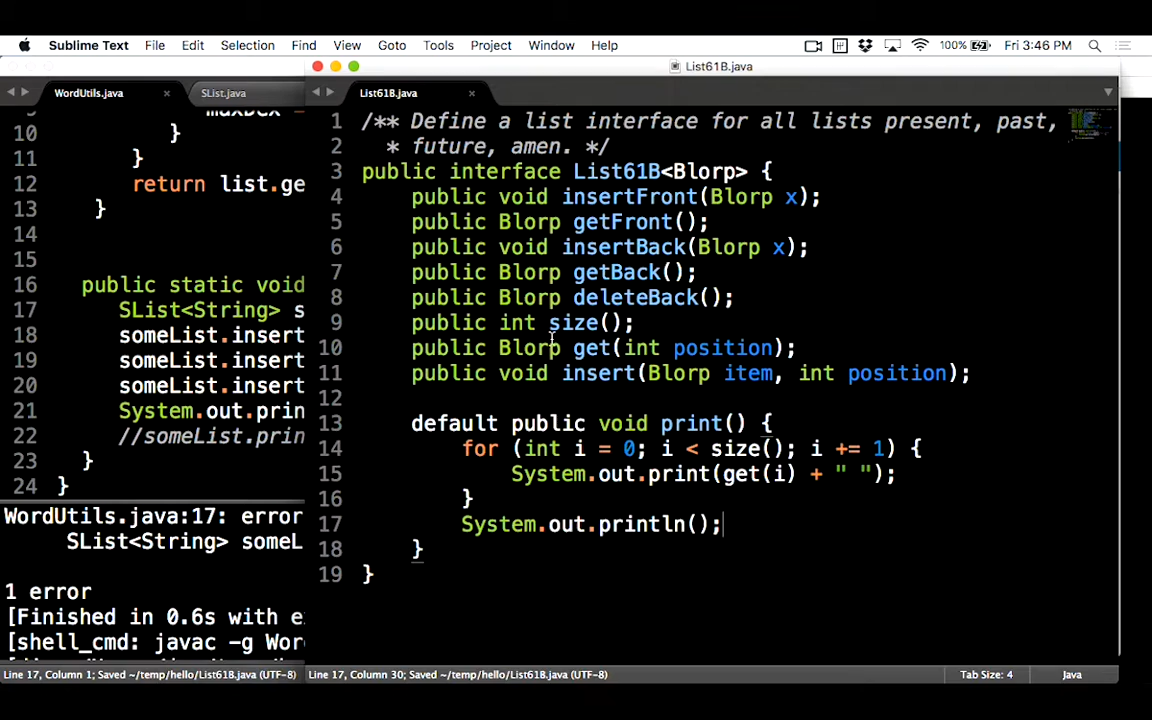 Sublime Text File Edit Selection Find View Goto Tools Project Window Help 100% Fri 3:46 PM
List61B.java
WordUtils.java × SList.java
List61B.java ×
10 }
11 }
12 return list.ge
13 }
14
15
16 public static void
17 SList<String> s
18 someList.insert
19 someList.insert
20 someList.insert
21 System.out.prin
22 //someList.prin
23 }
24 }
WordUtils.java:17: error
SList<String> someL
1 error
[Finished in 0.6s with e
[shell_cmd: javac -g Wor
Line 17, Column 1; Saved ~/temp/hello/List61B.java (UTF-8)
1 /** Define a list interface for all lists present, past,
2 * future, amen. */
3 public interface List61B<Blorp> {
4 public void insertFront(Blorp x);
5 public Blorp getFront();
6 public void insertBack(Blorp x);
7 public Blorp getBack();
8 public Blorp deleteBack();
9 public int size();
10 public Blorp get(int position);
11 public void insert(Blorp item, int position);
12
13 default public void print() {
14 for (int i = 0; i < size(); i += 1) {
15 System.out.print(get(i) + " ");
16 }
17 System.out.println();
18 }
19 }
Line 17, Column 30; Saved ~/temp/hello/List61B.java (UTF-8) Tab Size: 4 Java